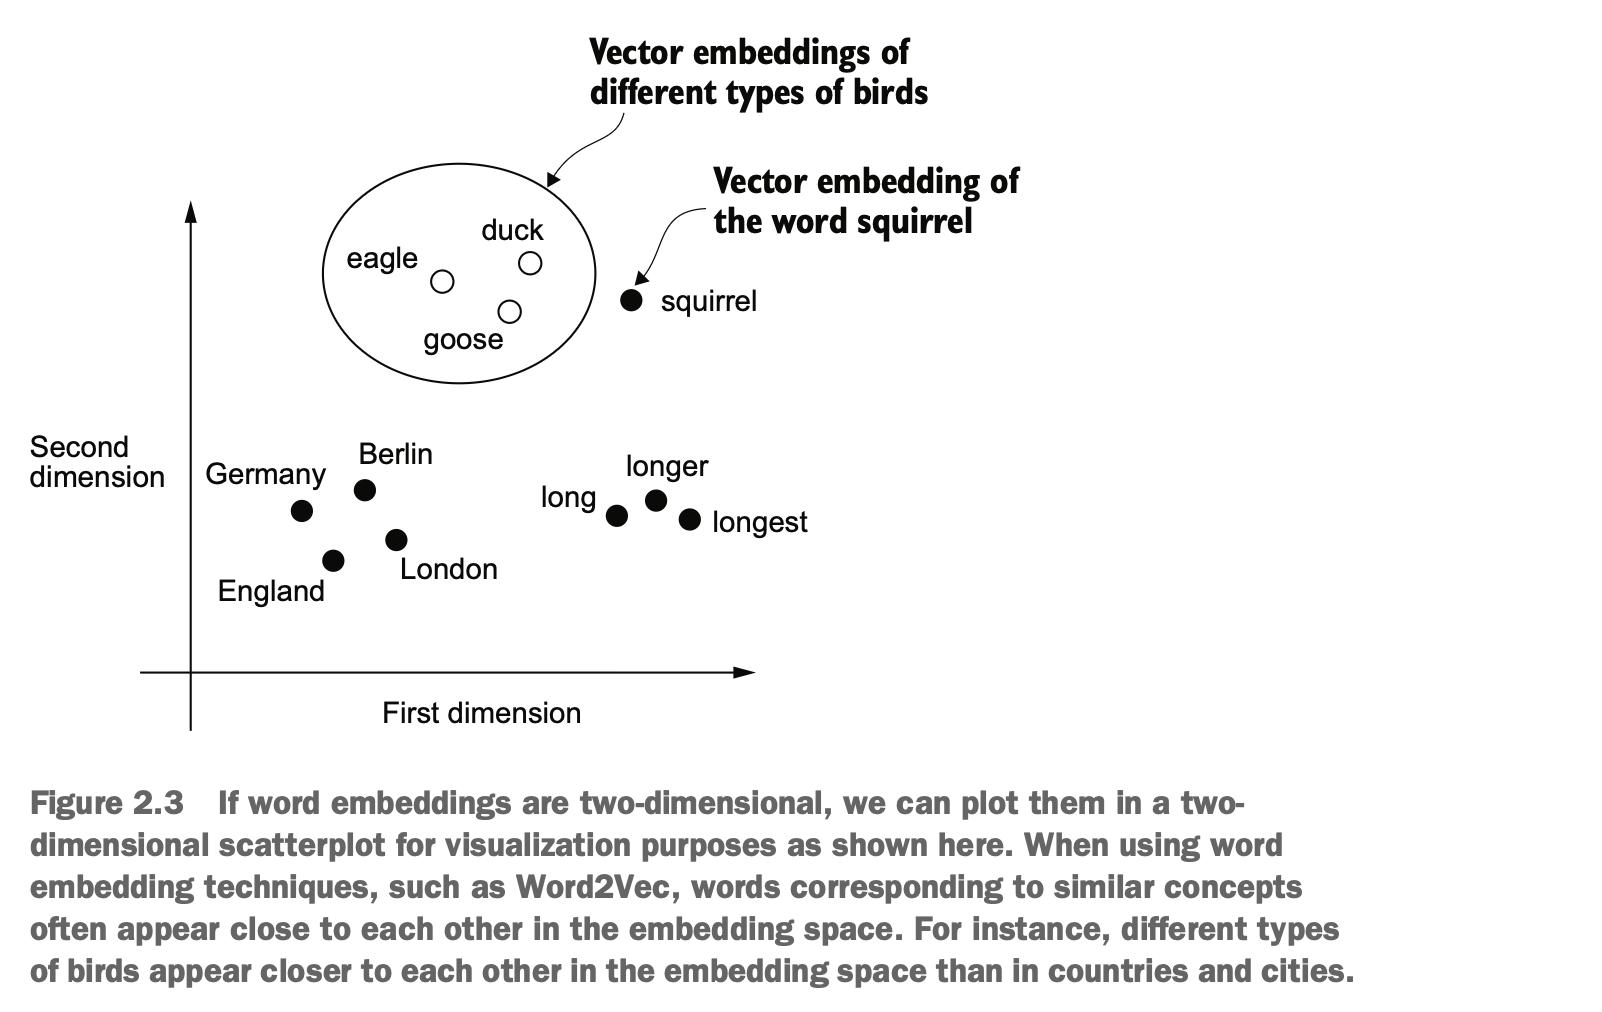 Vector embeddings of
different types of birds
Vector embedding of
the word squirrel
duck
eagle
goose
squirrel
Second
dimension
Germany
Berlin
England
London
long
longer
longest
First dimension
Figure 2.3 If word embeddings are two-dimensional, we can plot them in a two-
dimensional scatterplot for visualization purposes as shown here. When using word
embedding techniques, such as Word2Vec, words corresponding to similar concepts
often appear close to each other in the embedding space. For instance, different types
of birds appear closer to each other in the embedding space than in countries and cities.